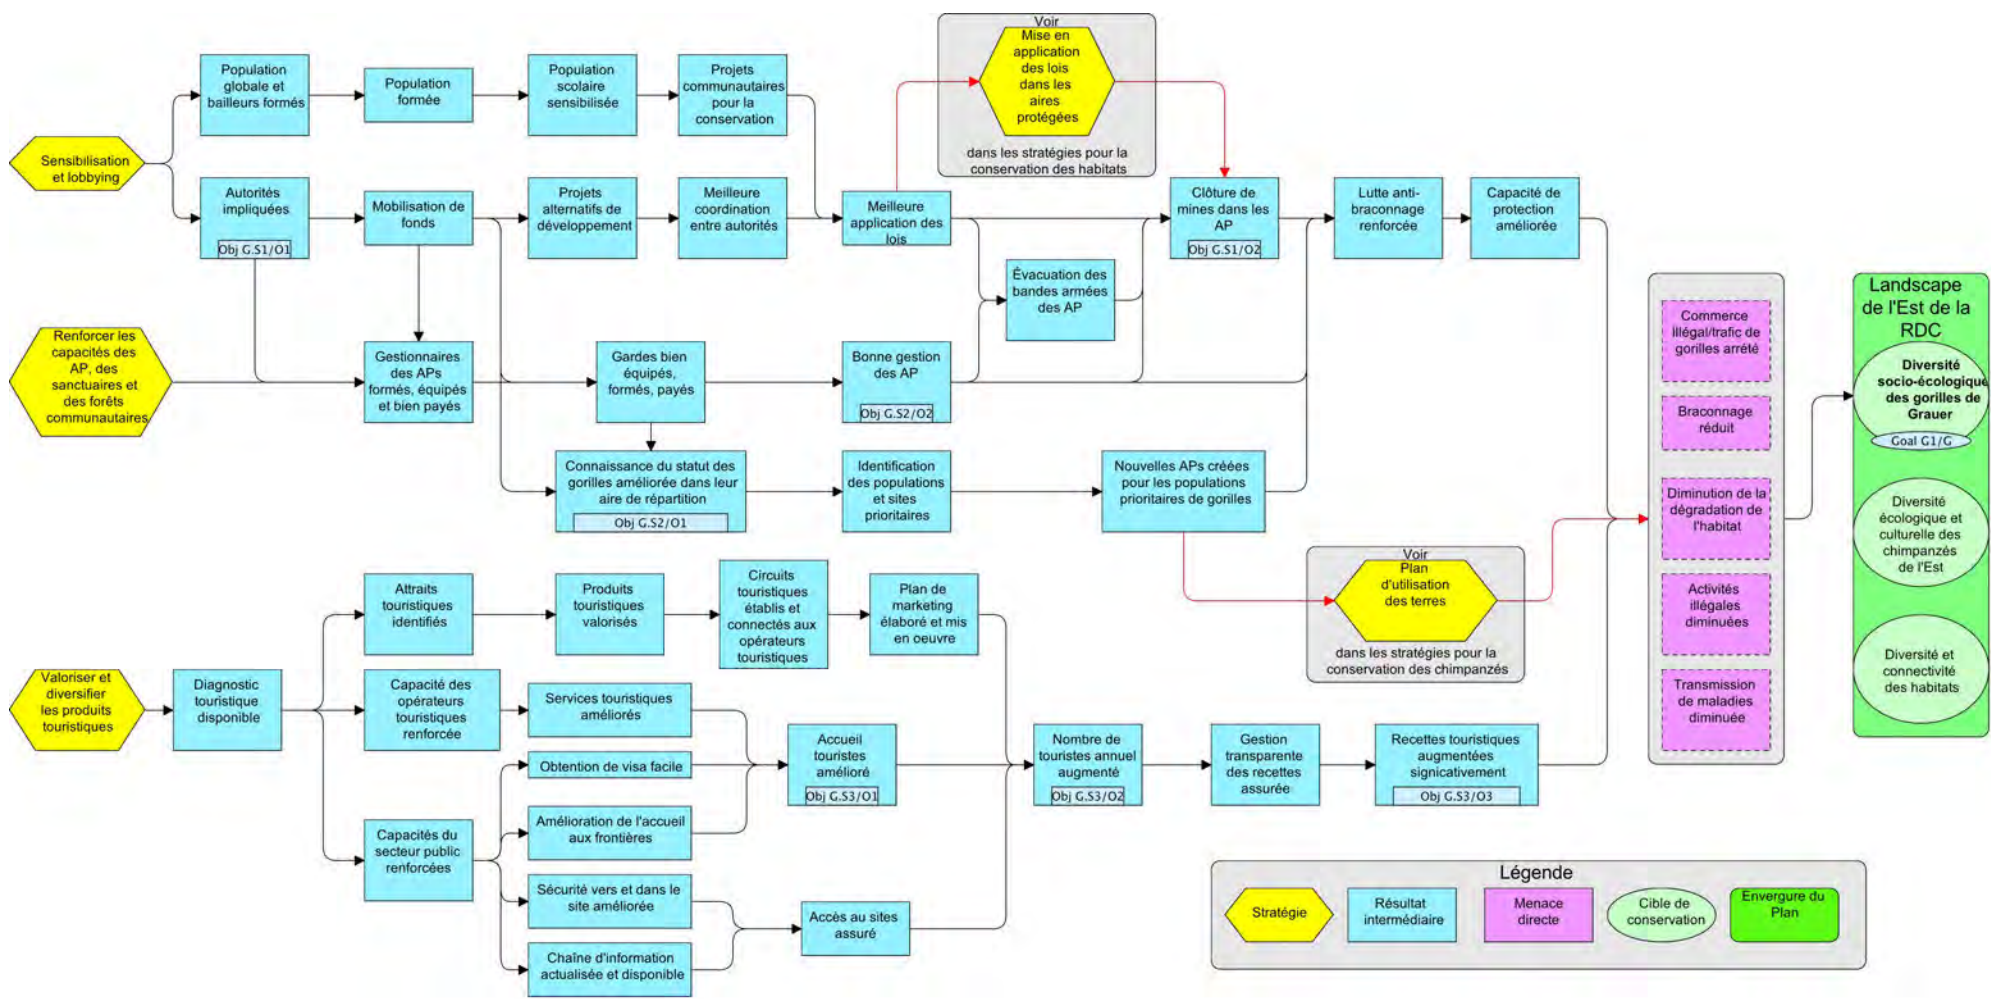 Voir
Mise en
application
des lois
dans les
aires
protégées
dans les stratégies pour la
conservation des habitats
Population
globale et
bailleurs formés
Population
formée
Population
scolaire
sensibilisée
Projets
communautaires
pour la
conservation
Sensibilisation
et lobbying
Autorités
impliquées
Obj G.S1/O1
Mobilisation de
fonds
Projets
alternatifs de
développement
Meilleure
coordination
entre autorités
Meilleure
application des
lois
Clôture de
mines dans les
AP
Obj G.S1/O2
Lutte anti-
braconnage
renforcée
Capacité de
protection
améliorée
Évacuation des
bandes armées
des AP
Renforcer les
capacités des
AP, des
sanctuaires et
des forêts
communautaires
Gestionnaires
des APs
formés, équipés
et bien payés
Gardes bien
équipés,
formés, payés
Bonne gestion
des AP
Obj G.S2/O2
Connaissance du statut des
gorilles améliorée dans leur
aire de répartition
Obj G.S2/O1
Identification
des populations
et sites
prioritaires
Nouvelles APs créées
pour les populations
prioritaires de gorilles
Voir
Plan
d'utilisation
des terres
dans les stratégies pour la
conservation des chimpanzés
Attraits
touristiques
identifiés
Produits
touristiques
valorisés
Circuits
touristiques
établis et
connectés aux
opérateurs
touristiques
Plan de
marketing
élaboré et mis
en oeuvre
Valoriser et
diversifier
les produits
touristiques
Diagnostic
touristique
disponible
Capacité des
opérateurs
touristiques
renforcée
Services touristiques
améliorés
Obtention de visa facile
Amélioration de l'accueil
aux frontières
Capacités du
secteur public
renforcées
Sécurité vers et dans le
site améliorée
Chaîne d'information
actualisée et disponible
Accueil
touristes
amélioré
Obj G.S3/O1
Accès au sites
assuré
Nombre de
touristes annuel
augmenté
Obj G.S3/O2
Gestion
transparente
des recettes
assurée
Recettes touristiques
augmentées
signicativement
Obj G.S3/O3
Commerce
illégal/trafic de
gorilles arrété
Braconnage
réduit
Diminution de la
dégradation de
l'habitat
Activités
illégales
diminuées
Transmission
de maladies
diminuée
Landscape
de l'Est de la
RDC
Diversité
socio-écologique
des gorilles de
Grauer
Goal G1/G
Diversité
écologique et
culturelle des
chimpanzés
de l'Est
Diversité et
connectivité
des habitats
Légende
Stratégie
Résultat
intermédiaire
Menace
directe
Cible de
conservation
Envergure du
Plan